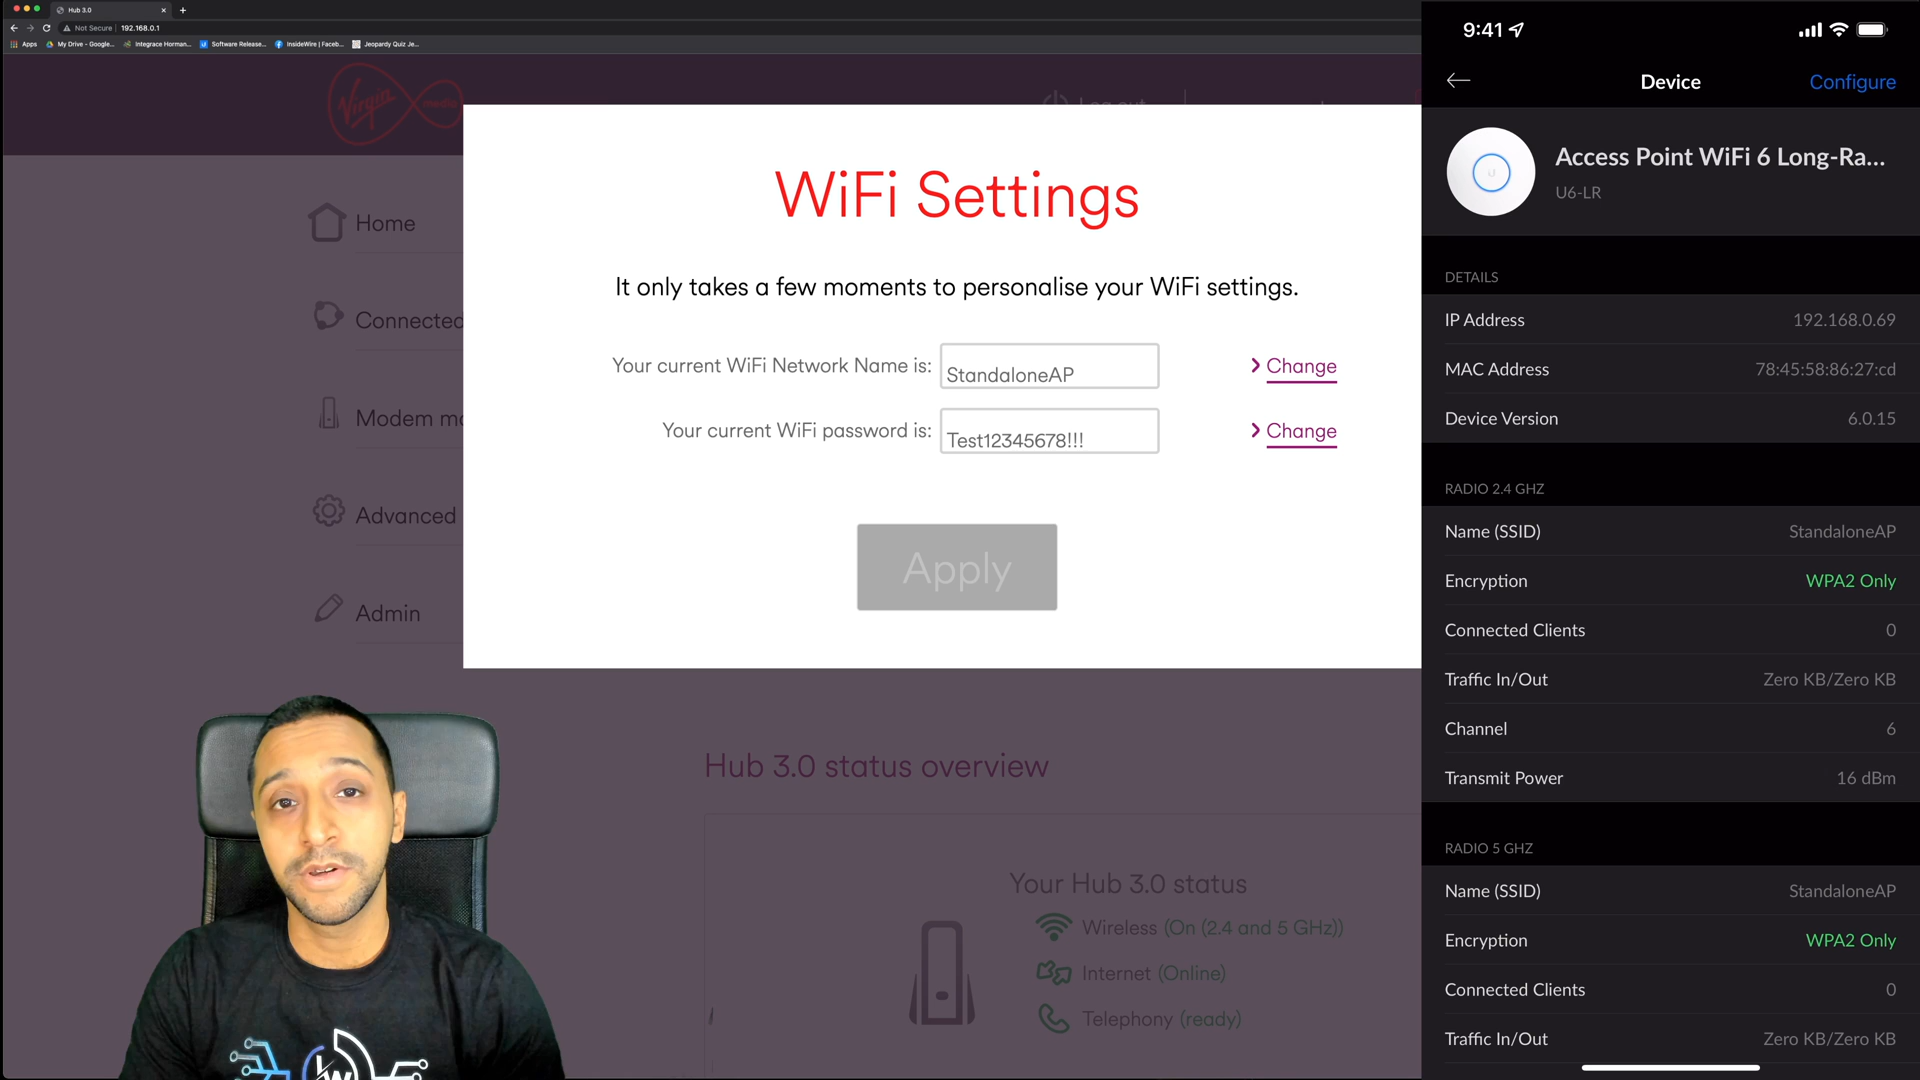 Hub 3.0
Not Secure
192.168.0.1
Apps
My Drive - Google...
Integrace Horman...
Software Release...
InsideWire | Faceb...
Jeopardy Quiz Je...
Virgin media
Log out
Home
Connected
Modem mo
Advanced
Admin
WiFi Settings
It only takes a few moments to personalise your WiFi settings.
Your current WiFi Network Name is: StandaloneAP Change
Your current WiFi password is: Test12345678!!! Change
Apply
Hub 3.0 status overview
Your Hub 3.0 status
Wireless (On (2.4 and 5 GHz))
Internet (Online)
Telephony (ready)
9:41
Device
Configure
Access Point WiFi 6 Long-Ra...
U6-LR
DETAILS
IP Address 192.168.0.69
MAC Address 78:45:58:86:27:cd
Device Version 6.0.15
RADIO 2.4 GHZ
Name (SSID) StandaloneAP
Encryption WPA2 Only
Connected Clients 0
Traffic In/Out Zero KB/Zero KB
Channel 6
Transmit Power 16 dBm
RADIO 5 GHZ
Name (SSID) StandaloneAP
Encryption WPA2 Only
Connected Clients 0
Traffic In/Out Zero KB/Zero KB